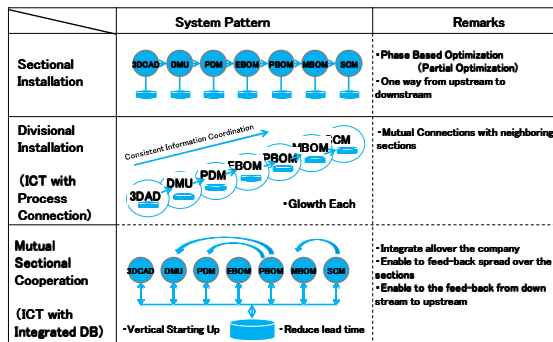 System Pattern
Remarks
Sectional
Installation
3DCAD DMU PDM EBOM PBOM MBOM SCM
・Phase Based Optimization
(Partial Optimization)
・One way from upstream to
downstream
Divisional
Installation
(ICT with
Process
Connection)
Consistent Information Coordination
3DAD DMU PDM EBOM PBOM MBOM SCM
・Glowth Each
・Mutual Connections with neighboring
sections
Mutual
Sectional
Cooperation
(ICT with
Integrated DB)
3DCAD DMU PDM EBOM PBOM MBOM SCM
・Vertical Starting Up
・Reduce lead time
・Integrate allover the company
・Enable to feed-back spread over the
sections
・Enable to the feed-back from down
stream to upstream